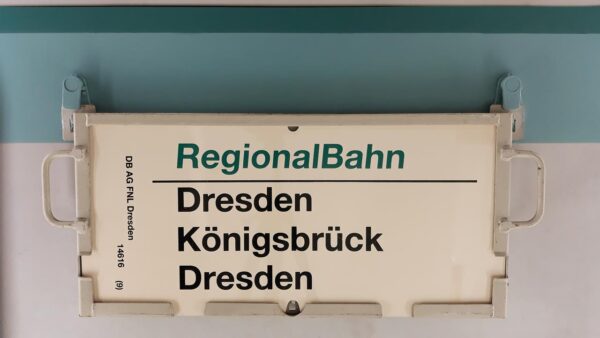 RegionalBahn
Dresden
Königsbrück
Dresden
DB AG FNL Dresden 14616 (9)